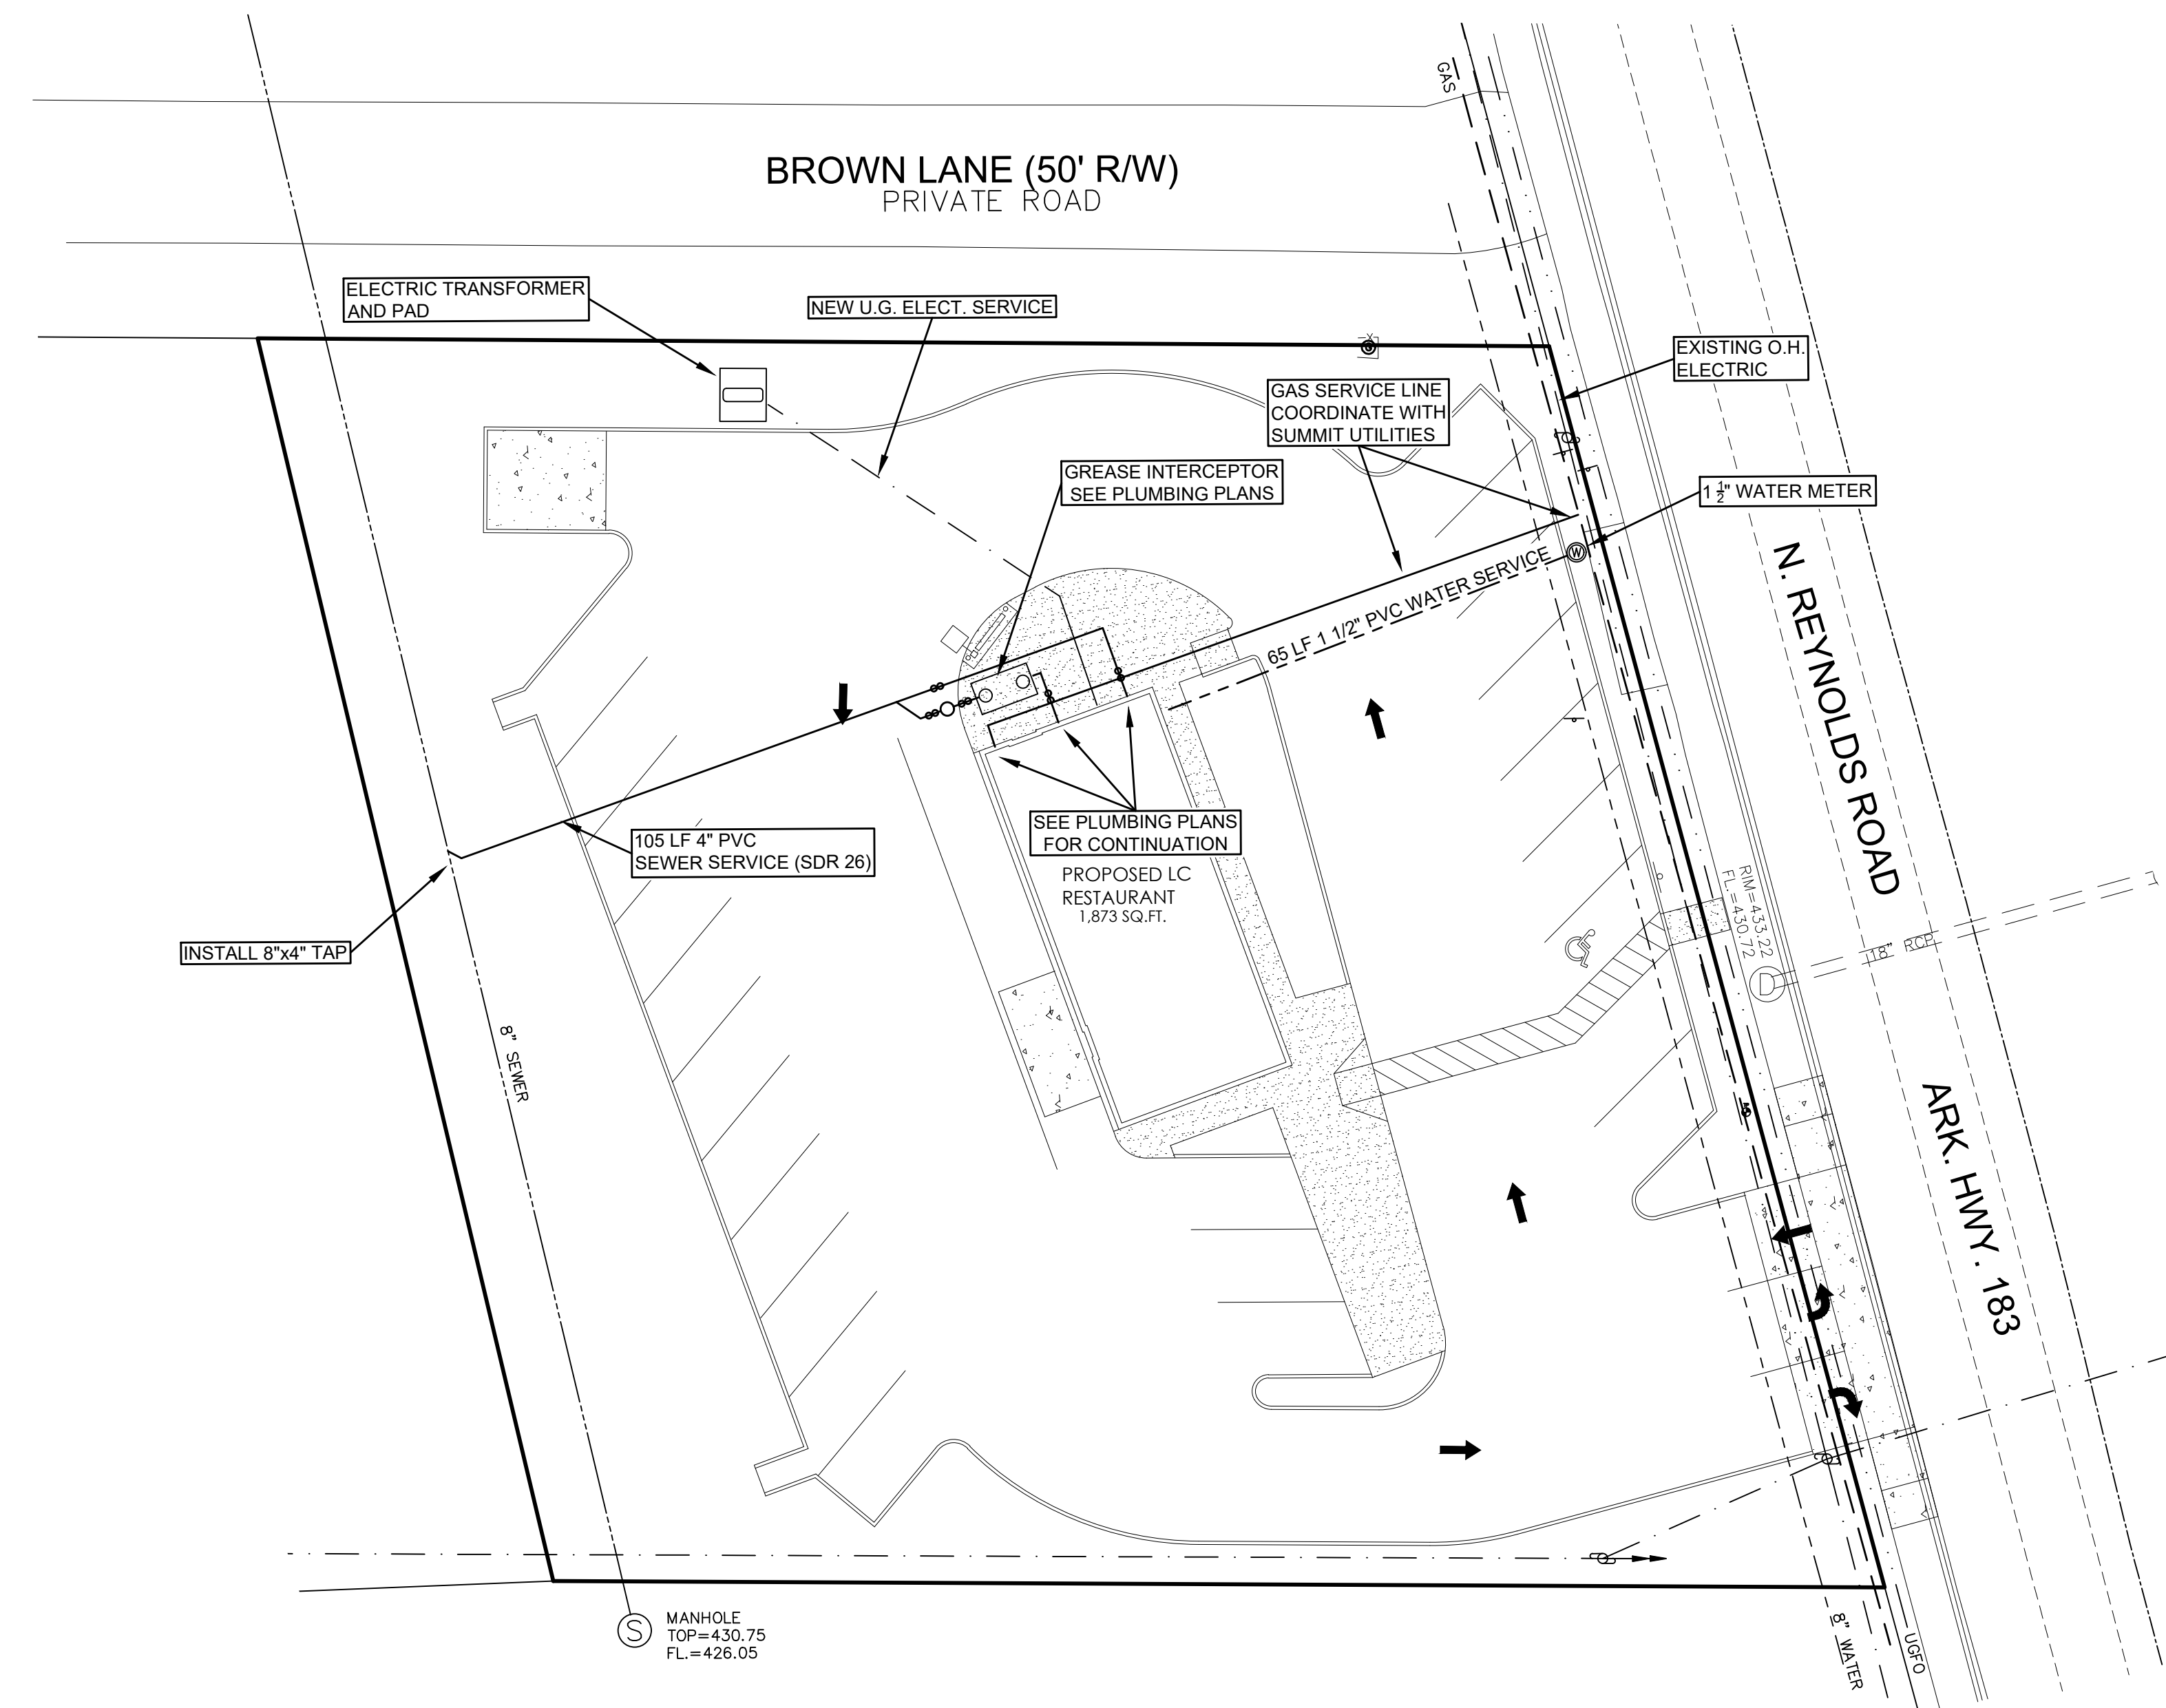 GAS
BROWN LANE (50' R/W)
PRIVATE ROAD
ELECTRIC TRANSFORMER
AND PAD
NEW U.G. ELECT. SERVICE
EXISTING O.H.
ELECTRIC
GAS SERVICE LINE
COORDINATE WITH
SUMMIT UTILITIES
GREASE INTERCEPTOR
SEE PLUMBING PLANS
1 1/2" WATER METER
W
65 LF 1 1/2" PVC WATER SERVICE
N. REYNOLDS ROAD
105 LF 4" PVC
SEWER SERVICE (SDR 26)
SEE PLUMBING PLANS
FOR CONTINUATION
PROPOSED LC
RESTAURANT
1,873 SQ.FT.
INSTALL 8"x4" TAP
RIM=433.22
FL.=430.72
D
18" RCP
8" SEWER
ARK. HWY. 183
S
MANHOLE
TOP=430.75
FL.=426.05
8" WATER
UGFO